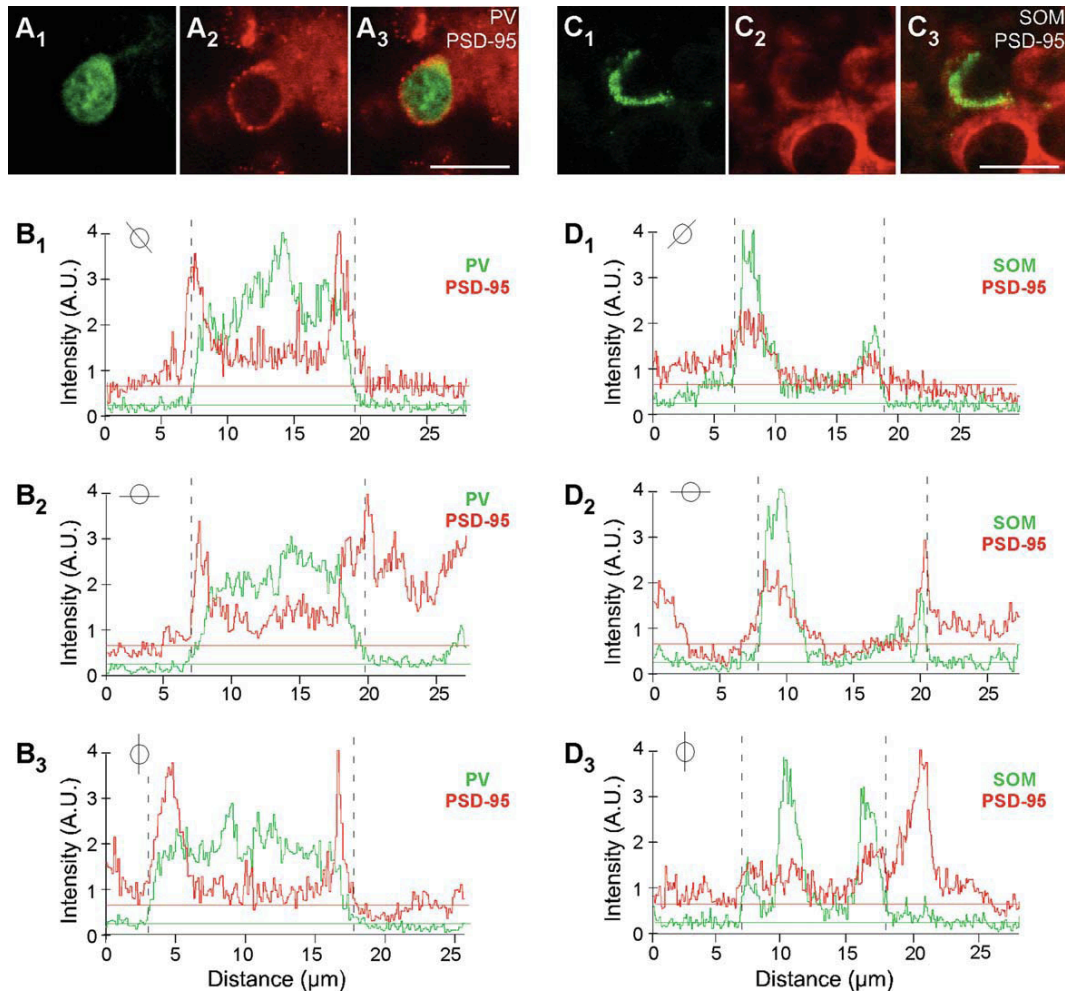 A1
A2
A3
PV
PSD-95
C1
C2
C3
SOM
PSD-95
B1
Intensity (A.U.)
4
3
2
1
0
0 5 10 15 20 25
PV
PSD-95
D1
Intensity (A.U.)
4
3
2
1
0
0 5 10 15 20 25
SOM
PSD-95
B2
Intensity (A.U.)
4
3
2
1
0
0 5 10 15 20 25
PV
PSD-95
D2
Intensity (A.U.)
4
3
2
1
0
0 5 10 15 20 25
SOM
PSD-95
B3
Intensity (A.U.)
4
3
2
1
0
0 5 10 15 20 25
Distance (µm)
PV
PSD-95
D3
Intensity (A.U.)
4
3
2
1
0
0 5 10 15 20 25
Distance (µm)
SOM
PSD-95